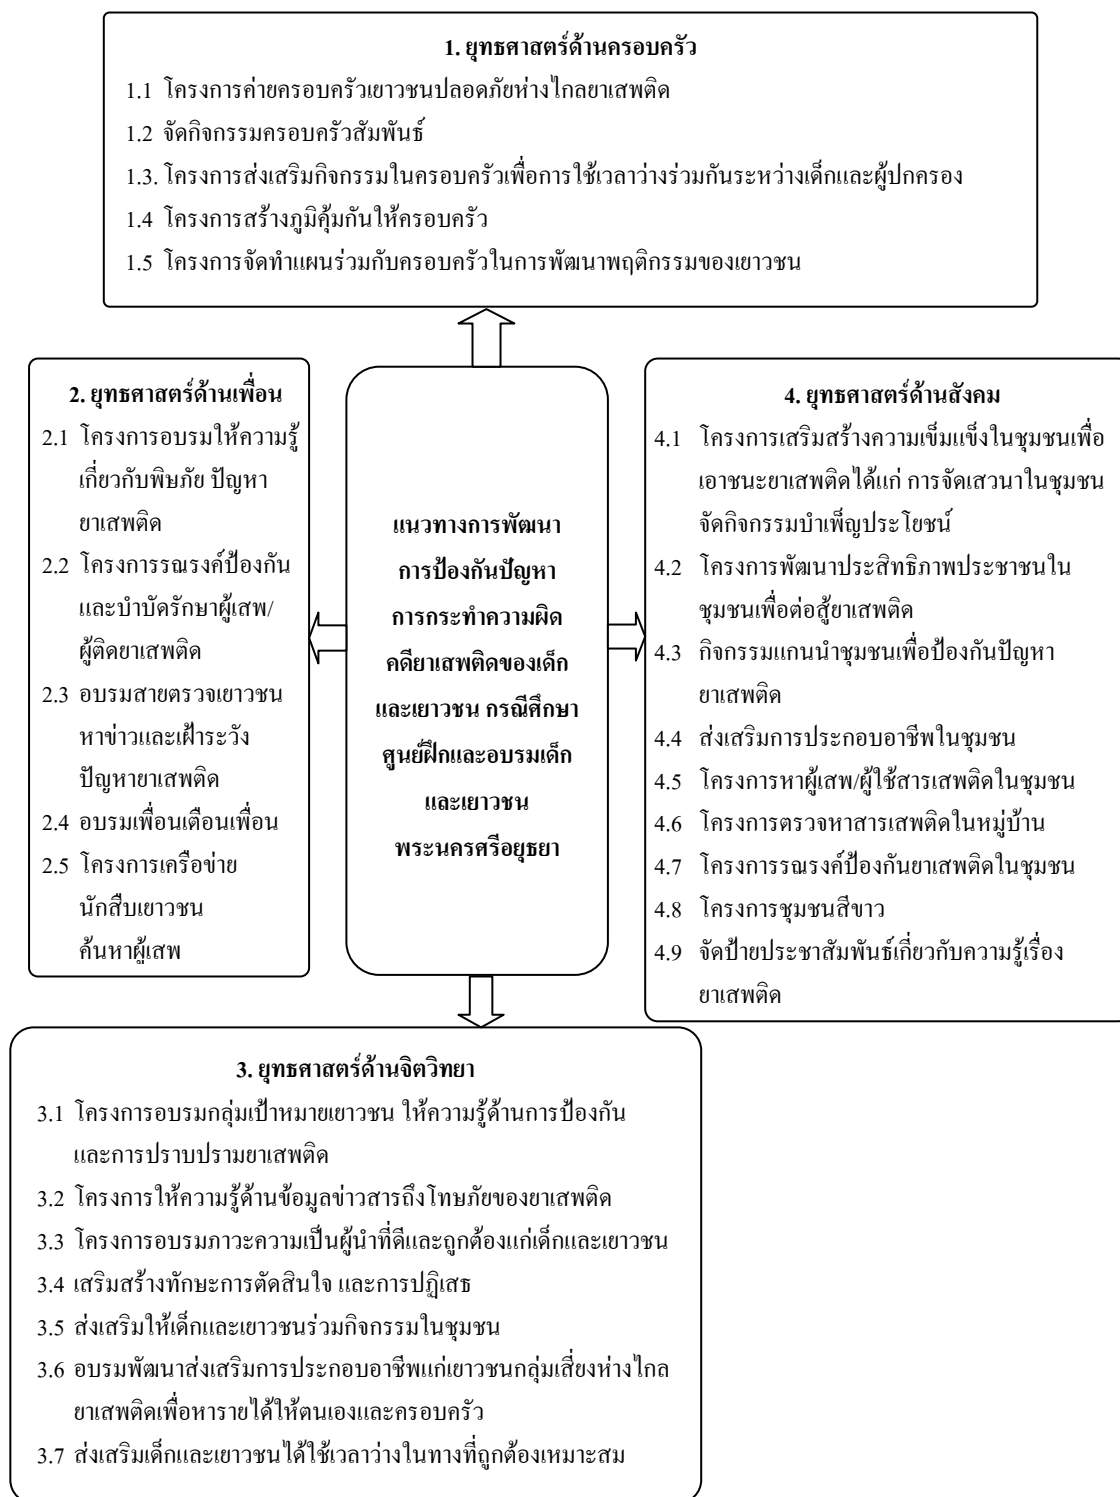 1. ยุทธศาสตร์ด้านครอบครัว
1.1 โครงการค่ายครอบครัวเยาวชนปลอดภัยห่างไกลยาเสพติด
1.2 จัดกิจกรรมครอบครัวสัมพันธ์
1.3. โครงการส่งเสริมกิจกรรมในครอบครัวเพื่อการใช้เวลาว่างร่วมกันระหว่างเด็กและผู้ปกครอง
1.4 โครงการสร้างภูมิคุ้มกันให้ครอบครัว
1.5 โครงการจัดทำแผนร่วมกับครอบครัวในการพัฒนาพฤติกรรมของเยาวชน
2. ยุทธศาสตร์ด้านเพื่อน
2.1 โครงการอบรมให้ความรู้
เกี่ยวกับพิษภัย ปัญหา
ยาเสพติด
2.2 โครงการรณรงค์ป้องกัน
และบำบัดรักษาผู้เสพ/
ผู้ติดยาเสพติด
2.3 อบรมสายตรวจเยาวชน
หาข่าวและเฝ้าระวัง
ปัญหายาเสพติด
2.4 อบรมเพื่อนเตือนเพื่อน
2.5 โครงการเครือข่าย
นักสืบเยาวชน
ค้นหาผู้เสพ
แนวทางการพัฒนา
การป้องกันปัญหา
การกระทำความผิด
คดียาเสพติดของเด็ก
และเยาวชน กรณีศึกษา
ศูนย์ฝึกและอบรมเด็ก
และเยาวชน
พระนครศรีอยุธยา
4. ยุทธศาสตร์ด้านสังคม
4.1 โครงการเสริมสร้างความเข็มแข็งในชุมชนเพื่อ
เอาชนะยาเสพติดได้แก่ การจัดเสวนาในชุมชน
จัดกิจกรรมบำเพ็ญประโยชน์
4.2 โครงการพัฒนาประสิทธิภาพประชาชนใน
ชุมชนเพื่อต่อสู้ยาเสพติด
4.3 กิจกรรมแกนนำชุมชนเพื่อป้องกันปัญหา
ยาเสพติด
4.4 ส่งเสริมการประกอบอาชีพในชุมชน
4.5 โครงการหาผู้เสพ/ผู้ใช้สารเสพติดในชุมชน
4.6 โครงการตรวจหาสารเสพติดในหมู่บ้าน
4.7 โครงการรณรงค์ป้องกันยาเสพติดในชุมชน
4.8 โครงการชุมชนสีขาว
4.9 จัดป้ายประชาสัมพันธ์เกี่ยวกับความรู้เรื่อง
ยาเสพติด
3. ยุทธศาสตร์ด้านจิตวิทยา
3.1 โครงการอบรมกลุ่มเป้าหมายเยาวชน ให้ความรู้ด้านการป้องกัน
และการปราบปรามยาเสพติด
3.2 โครงการให้ความรู้ด้านข้อมูลข่าวสารถึงโทษภัยของยาเสพติด
3.3 โครงการอบรมภาวะความเป็นผู้นำที่ดีและถูกต้องแก่เด็กและเยาวชน
3.4 เสริมสร้างทักษะการตัดสินใจ และการปฏิเสธ
3.5 ส่งเสริมให้เด็กและเยาวชนร่วมกิจกรรมในชุมชน
3.6 อบรมพัฒนาส่งเสริมการประกอบอาชีพแก่เยาวชนกลุ่มเสี่ยงห่างไกล
ยาเสพติดเพื่อหารายได้ให้ตนเองและครอบครัว
3.7 ส่งเสริมเด็กและเยาวชนได้ใช้เวลาว่างในทางที่ถูกต้องเหมาะสม